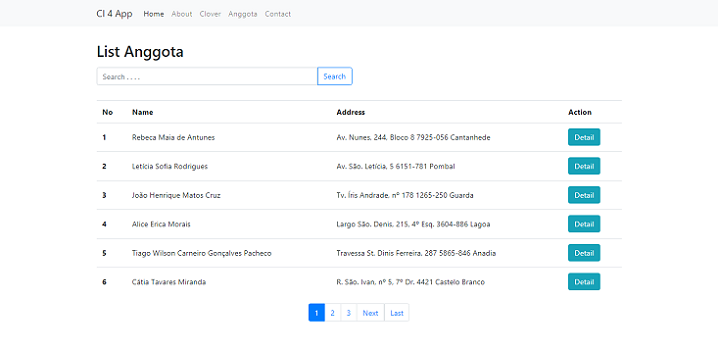 CI 4 App Home About Clover Anggota Contact
List Anggota
Search . . . . Search
No Name Address Action
1 Rebeca Maia de Antunes Av. Nunes, 244, Bloco 8 7925-056 Cantanhede Detail
2 Letícia Sofia Rodrigues Av. São. Letícia, 5 6151-781 Pombal Detail
3 João Henrique Matos Cruz Tv. Íris Andrade, nº 178 1265-250 Guarda Detail
4 Alice Erica Morais Largo São. Denis, 215, 4º Esq. 3604-886 Lagoa Detail
5 Tiago Wilson Carneiro Gonçalves Pacheco Travessa St. Dinis Ferreira, 287 5865-846 Anadia Detail
6 Cátia Tavares Miranda R. São. Ivan, nº 5, 7º Dr. 4421 Castelo Branco Detail
1 2 3 Next Last